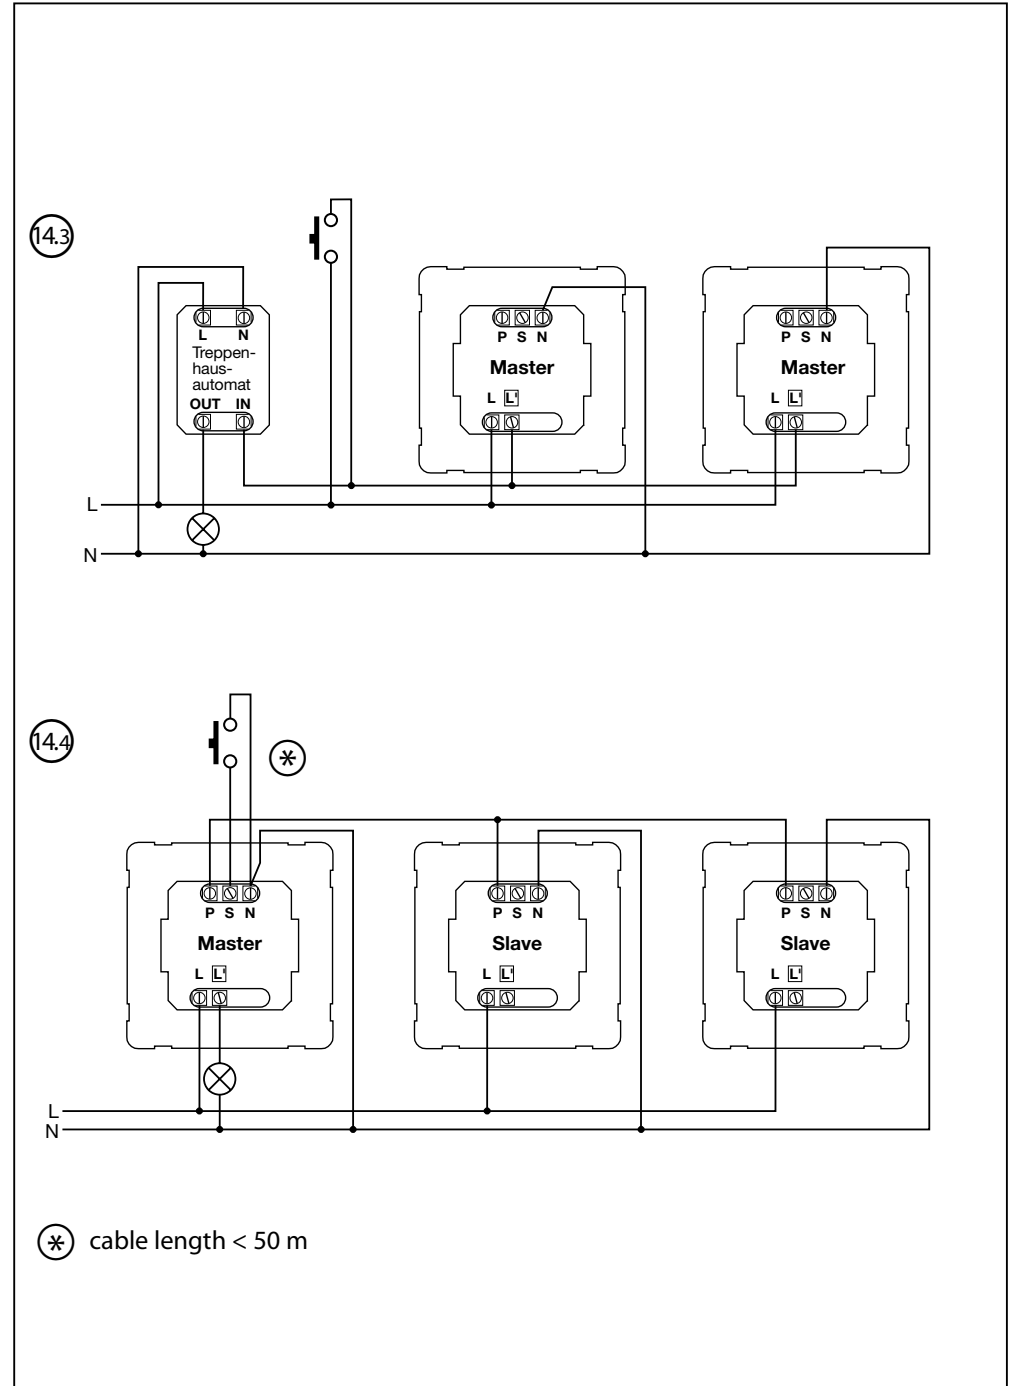 14.3
L N
Treppen-
haus-
automat
OUT IN
P S N
Master
L L'
P S N
Master
L L'
L
N
14.4
*
P S N
Master
L L'
P S N
Slave
L L'
P S N
Slave
L L'
L
N
* cable length < 50 m